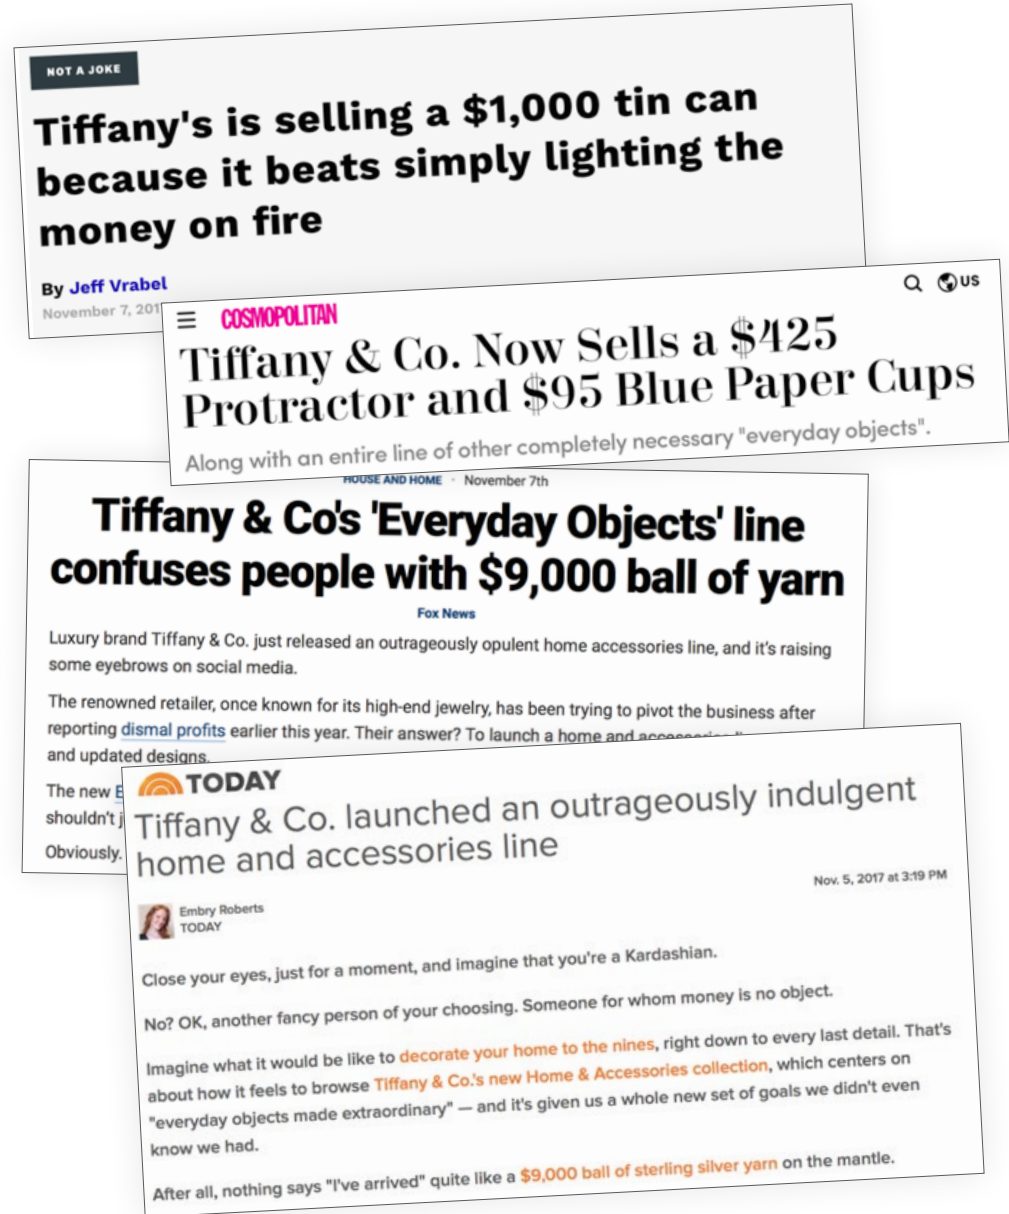 NOT A JOKE
Tiffany's is selling a $1,000 tin can
because it beats simply lighting the
money on fire
By Jeff Vrabel
November 7, 201
COSMOPOLITAN
US
Tiffany & Co. Now Sells a $425
Protractor and $95 Blue Paper Cups
Along with an entire line of other completely necessary "everyday objects".
HOUSE AND HOME · November 7th
Tiffany & Co's 'Everyday Objects' line
confuses people with $9,000 ball of yarn
Fox News
Luxury brand Tiffany & Co. just released an outrageously opulent home accessories line, and it's raising
some eyebrows on social media.
The renowned retailer, once known for its high-end jewelry, has been trying to pivot the business after
reporting dismal profits earlier this year. Their answer? To launch a home and accessories
and updated designs.
The new E
shouldn't j
Obviously.
TODAY
Tiffany & Co. launched an outrageously indulgent
home and accessories line
Nov. 5, 2017 at 3:19 PM
Embry Roberts
TODAY
Close your eyes, just for a moment, and imagine that you're a Kardashian.
No? OK, another fancy person of your choosing. Someone for whom money is no object.
Imagine what it would be like to decorate your home to the nines, right down to every last detail. That's
about how it feels to browse Tiffany & Co.'s new Home & Accessories collection, which centers on
"everyday objects made extraordinary" — and it's given us a whole new set of goals we didn't even
know we had.
After all, nothing says "I've arrived" quite like a $9,000 ball of sterling silver yarn on the mantle.